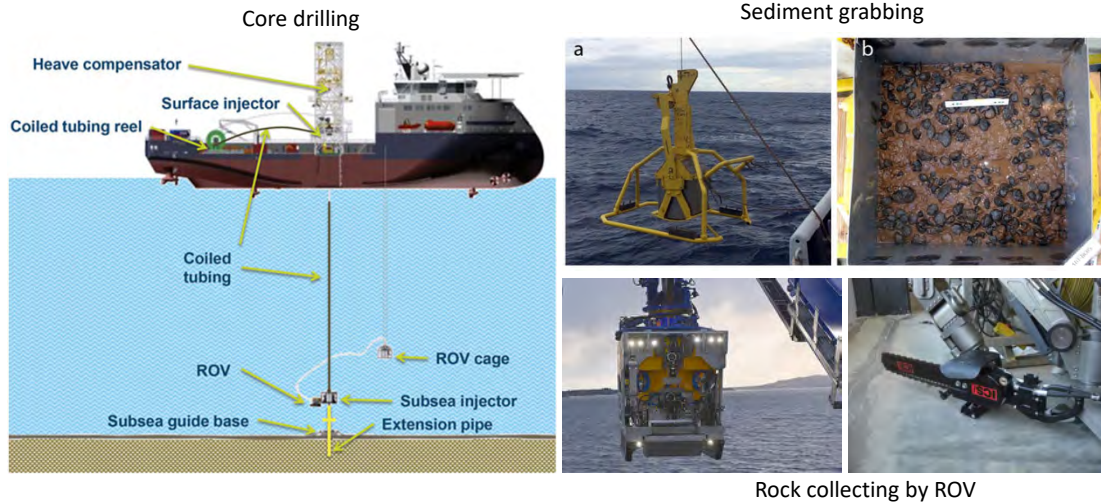 Core drilling
Heave compensator
Surface injector
Coiled tubing reel
Coiled
tubing
ROV cage
ROV
Subsea injector
Subsea guide base
Extension pipe
Sediment grabbing
a
b
ICS
Rock collecting by ROV